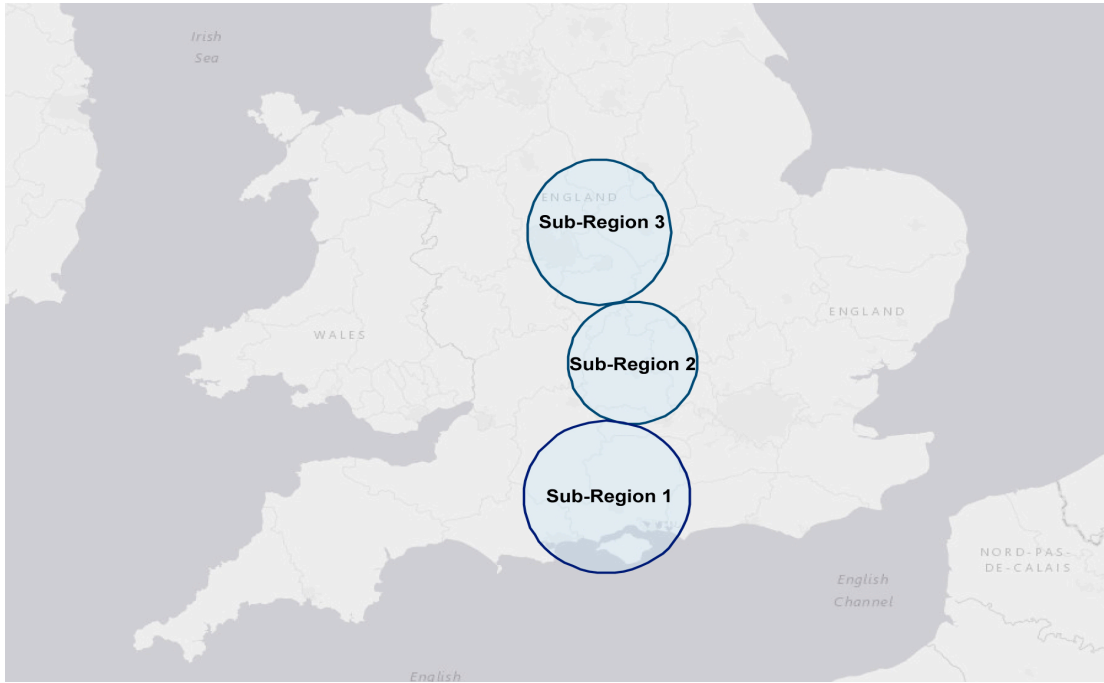 Irish
Sea
ENGLAND
Sub-Region 3
ENGLAND
WALES
Sub-Region 2
Sub-Region 1
NORD-PAS-
DE-CALAIS
English
Channel
English